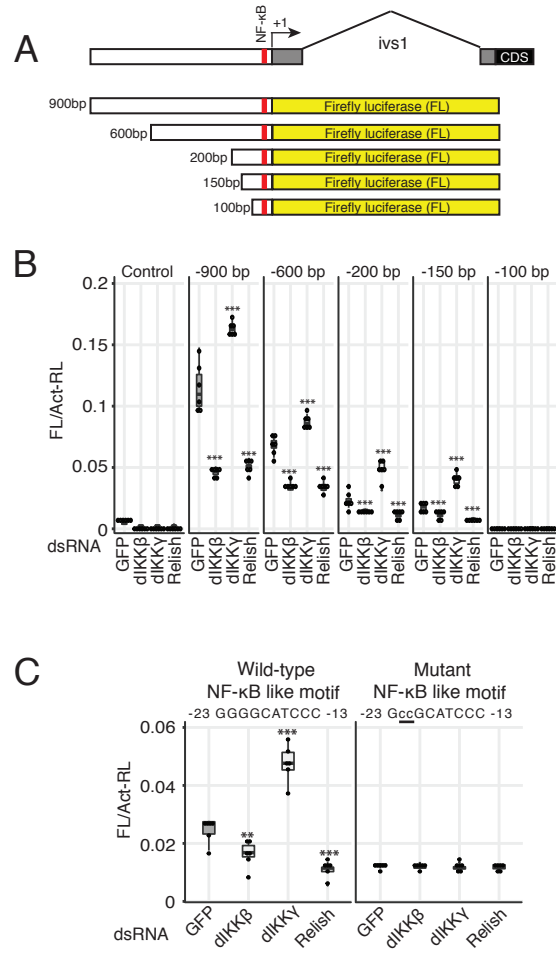 A
NF-κB
+1
ivs1
CDS
900bp
Firefly luciferase (FL)
600bp
Firefly luciferase (FL)
200bp
Firefly luciferase (FL)
150bp
Firefly luciferase (FL)
100bp
Firefly luciferase (FL)
B
Control -900 bp -600 bp -200 bp -150 bp -100 bp
FL/Act-RL
0.2
0.15
0.1
0.05
0
*** *** ***
*** *** ***
*** *** ***
*** *** ***
dsRNA
GFP dIKKβ dIKKγ Relish GFP dIKKβ dIKKγ Relish GFP dIKKβ dIKKγ Relish GFP dIKKβ dIKKγ Relish GFP dIKKβ dIKKγ Relish GFP dIKKβ dIKKγ Relish
C
Wild-type
NF-κB like motif
-23 GGGGCATCCC -13
Mutant
NF-κB like motif
-23 GccGCATCCC -13
FL/Act-RL
0.06
0.04
0.02
0
** *** ***
dsRNA
GFP dIKKβ dIKKγ Relish GFP dIKKβ dIKKγ Relish